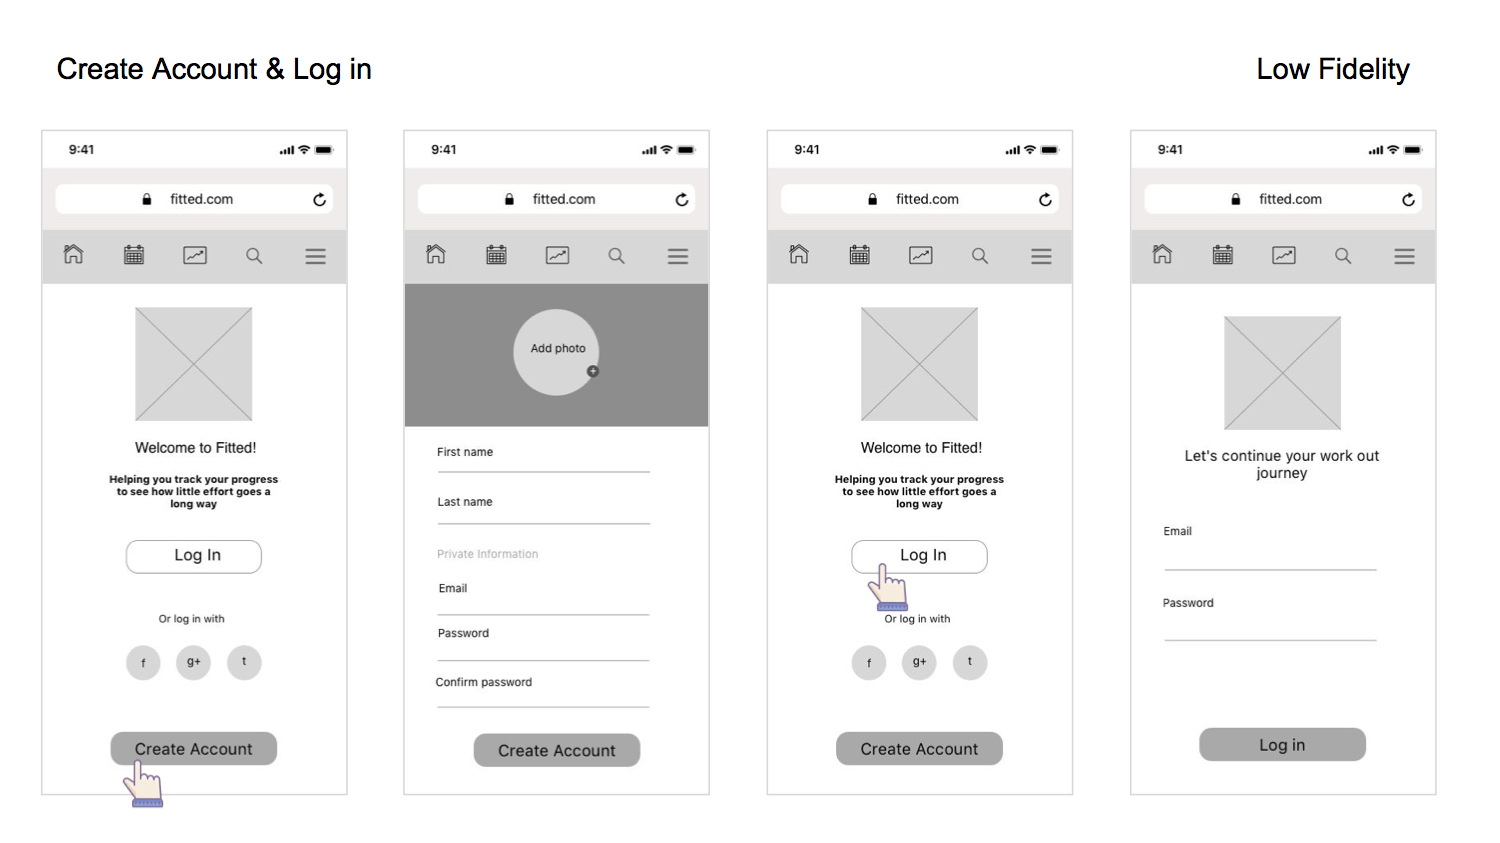 Create Account & Log in
Low Fidelity
9:41
fitted.com
Welcome to Fitted!
Helping you track your progress
to see how little effort goes a
long way
Log In
Or log in with
f
g+
t
Create Account
9:41
fitted.com
Add photo
+
First name
Last name
Private Information
Email
Password
Confirm password
Create Account
9:41
fitted.com
Welcome to Fitted!
Helping you track your progress
to see how little effort goes a
long way
Log In
Or log in with
f
g+
t
Create Account
9:41
fitted.com
Let's continue your work out
journey
Email
Password
Log in